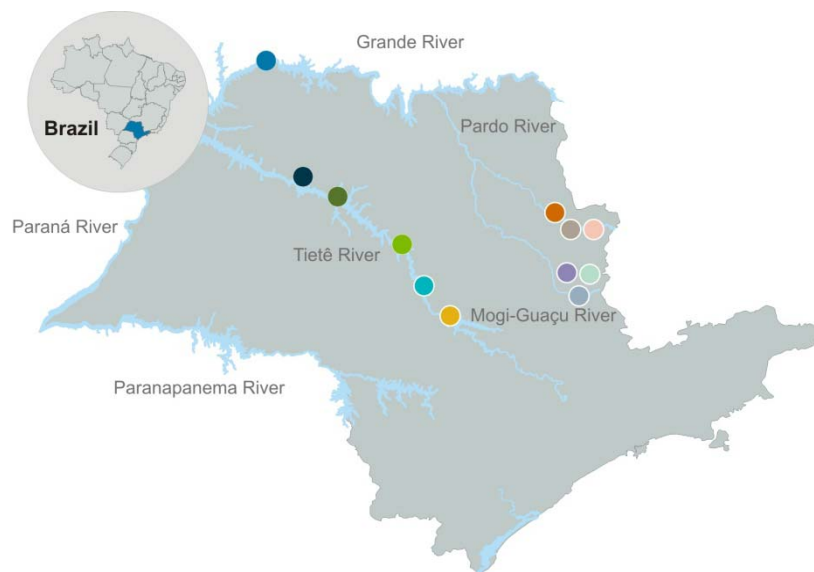 Grande River
Brazil
Pardo River
Paraná River
Tietê River
Mogi-Guaçu River
Paranapanema River